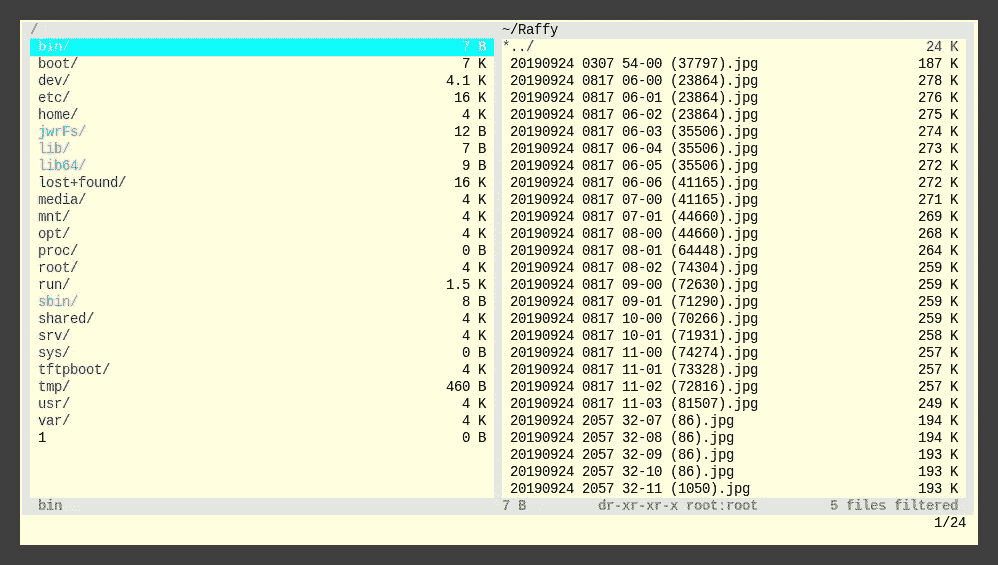 / ~/Raffy
bin/ 7 B *../ 24 K
boot/ 7 K 20190924 0307 54-00 (37797).jpg 187 K
dev/ 4.1 K 20190924 0817 06-00 (23864).jpg 278 K
etc/ 16 K 20190924 0817 06-01 (23864).jpg 276 K
home/ 4 K 20190924 0817 06-02 (23864).jpg 275 K
jwrFs/ 12 B 20190924 0817 06-03 (35506).jpg 274 K
lib/ 7 B 20190924 0817 06-04 (35506).jpg 273 K
lib64/ 9 B 20190924 0817 06-05 (35506).jpg 272 K
lost+found/ 16 K 20190924 0817 06-06 (41165).jpg 272 K
media/ 4 K 20190924 0817 07-00 (41165).jpg 271 K
mnt/ 4 K 20190924 0817 07-01 (44660).jpg 269 K
opt/ 4 K 20190924 0817 08-00 (44660).jpg 268 K
proc/ 0 B 20190924 0817 08-01 (64448).jpg 264 K
root/ 4 K 20190924 0817 08-02 (74304).jpg 259 K
run/ 1.5 K 20190924 0817 09-00 (72630).jpg 259 K
sbin/ 8 B 20190924 0817 09-01 (71290).jpg 259 K
shared/ 4 K 20190924 0817 10-00 (70266).jpg 259 K
srv/ 4 K 20190924 0817 10-01 (71931).jpg 258 K
sys/ 0 B 20190924 0817 11-00 (74274).jpg 257 K
tftpboot/ 4 K 20190924 0817 11-01 (73328).jpg 257 K
tmp/ 460 B 20190924 0817 11-02 (72816).jpg 257 K
usr/ 4 K 20190924 0817 11-03 (81507).jpg 249 K
var/ 4 K 20190924 2057 32-07 (86).jpg 194 K
1 0 B 20190924 2057 32-08 (86).jpg 194 K
20190924 2057 32-09 (86).jpg 193 K
20190924 2057 32-10 (86).jpg 193 K
20190924 2057 32-11 (1050).jpg 193 K
bin 7 B dr-xr-xr-x root:root 5 files filtered
1/24